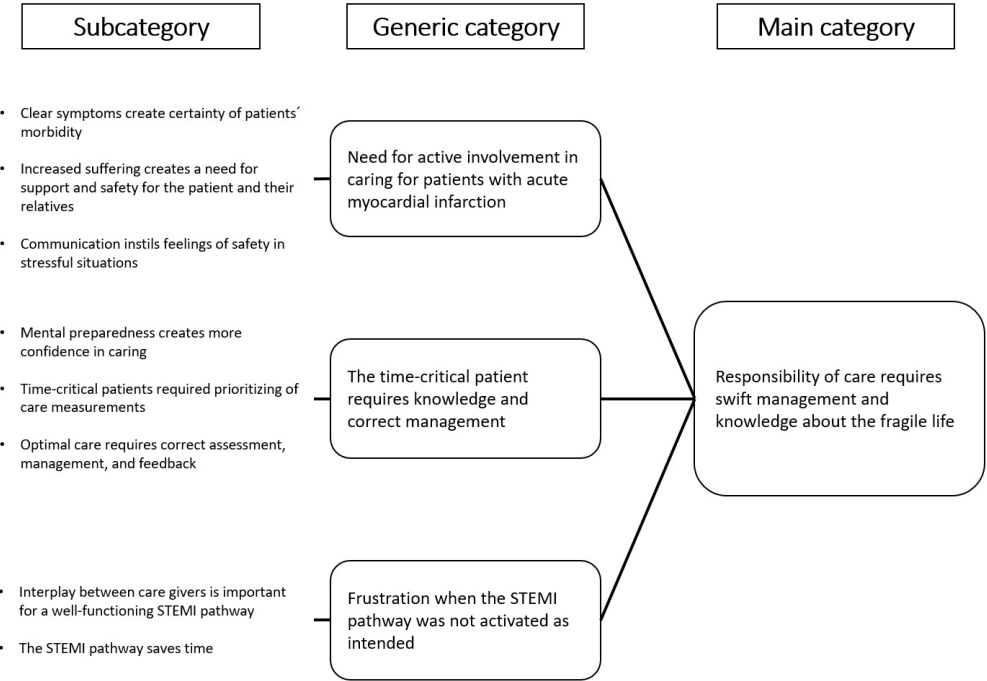 Subcategory
Generic category
Main category
• Clear symptoms create certainty of patients´
morbidity
• Increased suffering creates a need for
support and safety for the patient and their
relatives
• Communication instils feelings of safety in
stressful situations
Need for active involvement in
caring for patients with acute
myocardial infarction
• Mental preparedness creates more
confidence in caring
• Time-critical patients required prioritizing of
care measurements
• Optimal care requires correct assessment,
management, and feedback
The time-critical patient
requires knowledge and
correct management
• Interplay between care givers is important
for a well-functioning STEMI pathway
• The STEMI pathway saves time
Frustration when the STEMI
pathway was not activated as
intended
Responsibility of care requires
swift management and
knowledge about the fragile life